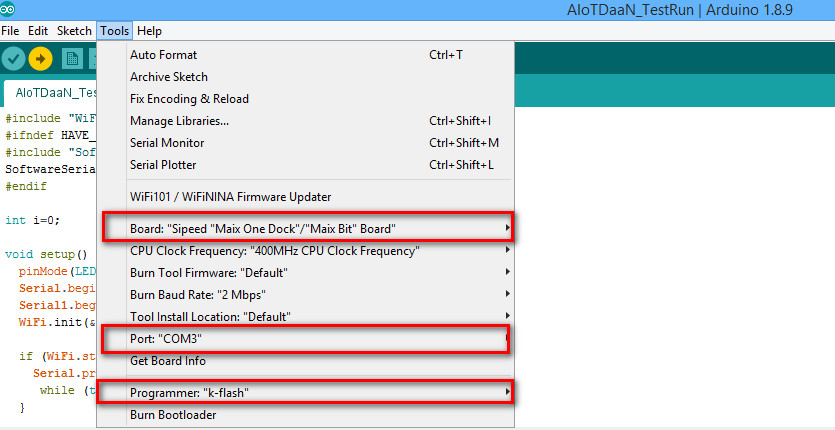 AIoTDaaN_TestRun | Arduino 1.8.9
File Edit Sketch Tools Help
Auto Format Ctrl+T
Archive Sketch
Fix Encoding & Reload
Manage Libraries... Ctrl+Shift+I
Serial Monitor Ctrl+Shift+M
Serial Plotter Ctrl+Shift+L
WiFi101 / WiFiNINA Firmware Updater
Board: "Sipeed "Maix One Dock"/"Maix Bit" Board"
CPU Clock Frequency: "400MHz CPU Clock Frequency"
Burn Tool Firmware: "Default"
Burn Baud Rate: "2 Mbps"
Tool Install Location: "Default"
Port: "COM3"
Get Board Info
Programmer: "k-flash"
Burn Bootloader
AIoTDaaN_Tes
#include "WiF
#ifndef HAVE_
#include "Sof
SoftwareSeria
#endif
int i=0;
void setup()
pinMode(LED
Serial.begi
Serial1.beg
WiFi.init(&
if (WiFi.st
Serial.pr
while (t
}